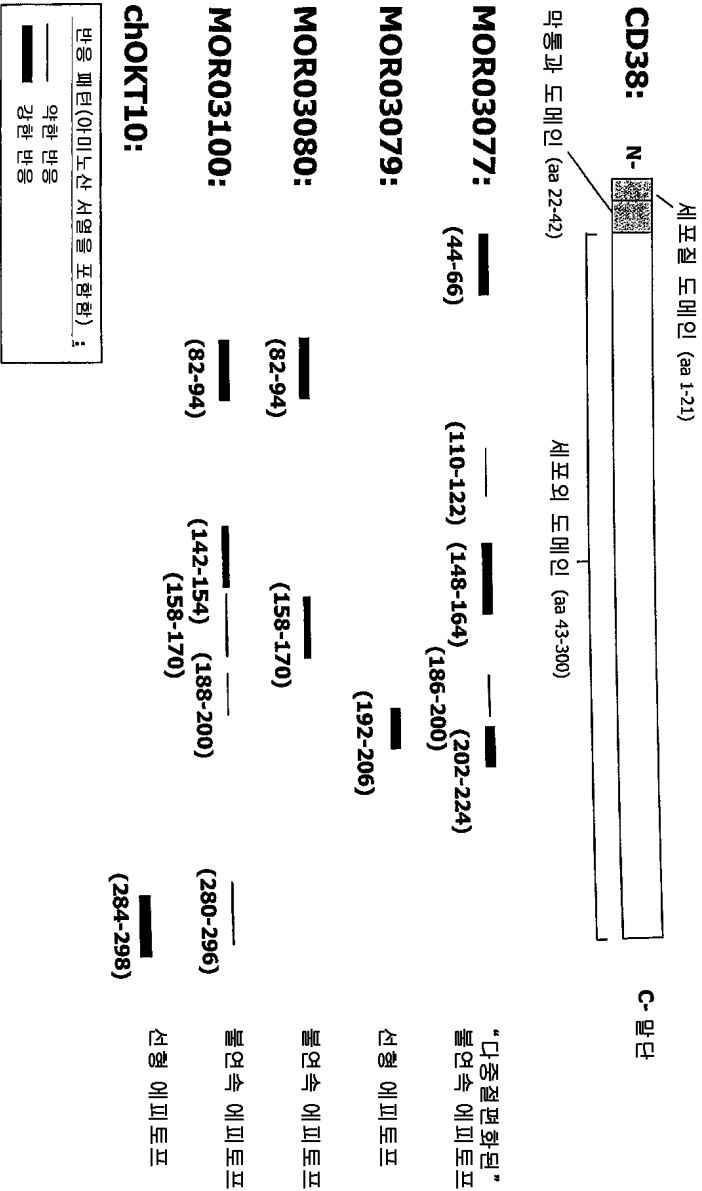 세포질 도메인 (aa 1-21)
CD38:
N-
C- 말단
막통과 도메인 (aa 22-42)
세포외 도메인 (aa 43-300)
MOR03077:
(44-66)
(110-122)
(148-164)
(186-200)
(202-224)
"다중절편화된"
불연속 에피토프
MOR03079:
(192-206)
선형 에피토프
MOR03080:
(82-94)
(158-170)
불연속 에피토프
MOR03100:
(82-94)
(142-154)
(158-170)
(188-200)
(280-296)
불연속 에피토프
chOKT10:
(284-298)
선형 에피토프
반응 패턴(아미노산 서열을 포함함) :
약한 반응
강한 반응